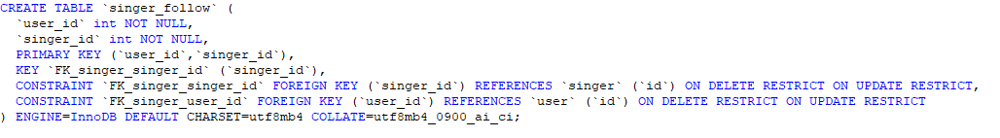 CREATE TABLE `singer_follow` (
  `user_id` int NOT NULL,
  `singer_id` int NOT NULL,
  PRIMARY KEY (`user_id`,`singer_id`),
  KEY `FK_singer_singer_id` (`singer_id`),
  CONSTRAINT `FK_singer_singer_id` FOREIGN KEY (`singer_id`) REFERENCES `singer` (`id`) ON DELETE RESTRICT ON UPDATE RESTRICT,
  CONSTRAINT `FK_singer_user_id` FOREIGN KEY (`user_id`) REFERENCES `user` (`id`) ON DELETE RESTRICT ON UPDATE RESTRICT
) ENGINE=InnoDB DEFAULT CHARSET=utf8mb4 COLLATE=utf8mb4_0900_ai_ci;